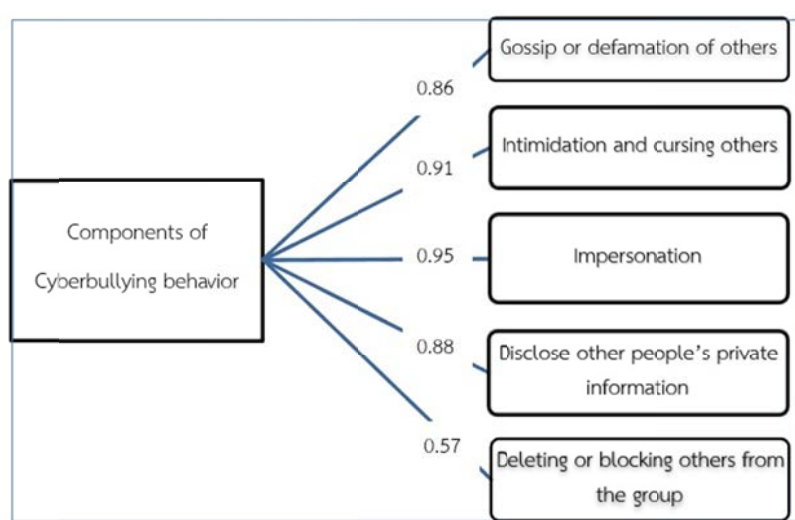 Gossip or defamation of others
0.86
Intimidation and cursing others
0.91
Components of
Cyberbullying behavior
0.95
Impersonation
0.88
Disclose other people's private
information
0.57
Deleting or blocking others from
the group